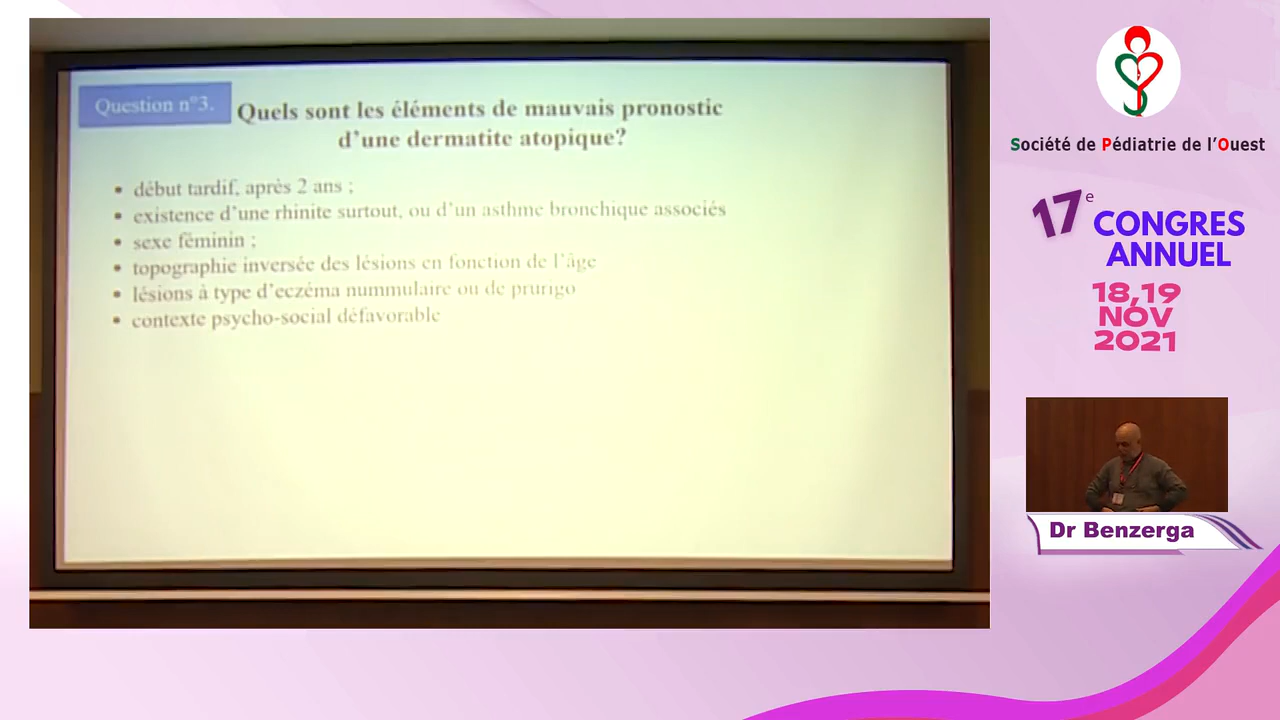 Question n°3.
Quels sont les éléments de mauvais pronostic
d'une dermatite atopique?
• début tardif, après 2 ans ;
• existence d'une rhinite surtout, ou d'un asthme bronchique associés
• sexe féminin ;
• topographie inversée des lésions en fonction de l'âge
• lésions à type d'eczéma nummulaire ou de prurigo
• contexte psycho-social défavorable
Société de Pédiatrie de l'Ouest
17e
CONGRES
ANNUEL
18,19
NOV
2021
Dr Benzerga